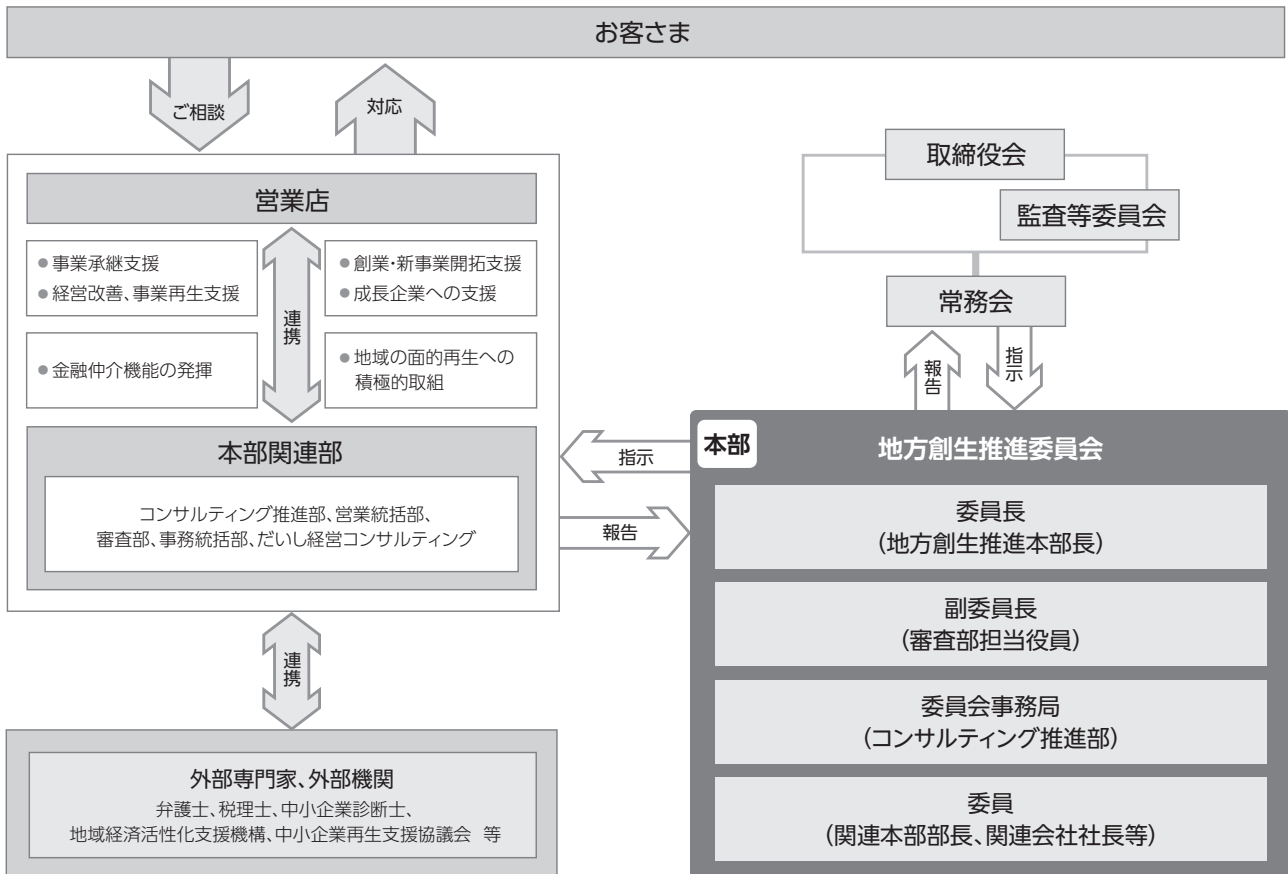 お客さま
ご相談
対応
営業店
●事業承継支援
●経営改善、事業再生支援
●創業・新事業開拓支援
●成長企業への支援
連携
●金融仲介機能の発揮
●地域の面的再生への
積極的取組
本部関連部
コンサルティング推進部、営業統括部、
審査部、事務統括部、だいし経営コンサルティング
連携
外部専門家、外部機関
弁護士、税理士、中小企業診断士、
地域経済活性化支援機構、中小企業再生支援協議会 等
取締役会
監査等委員会
常務会
報告
指示
指示
報告
本部
地方創生推進委員会
委員長
(地方創生推進本部長)
副委員長
(審査部担当役員)
委員会事務局
(コンサルティング推進部)
委員
(関連本部部長、関連会社社長等)